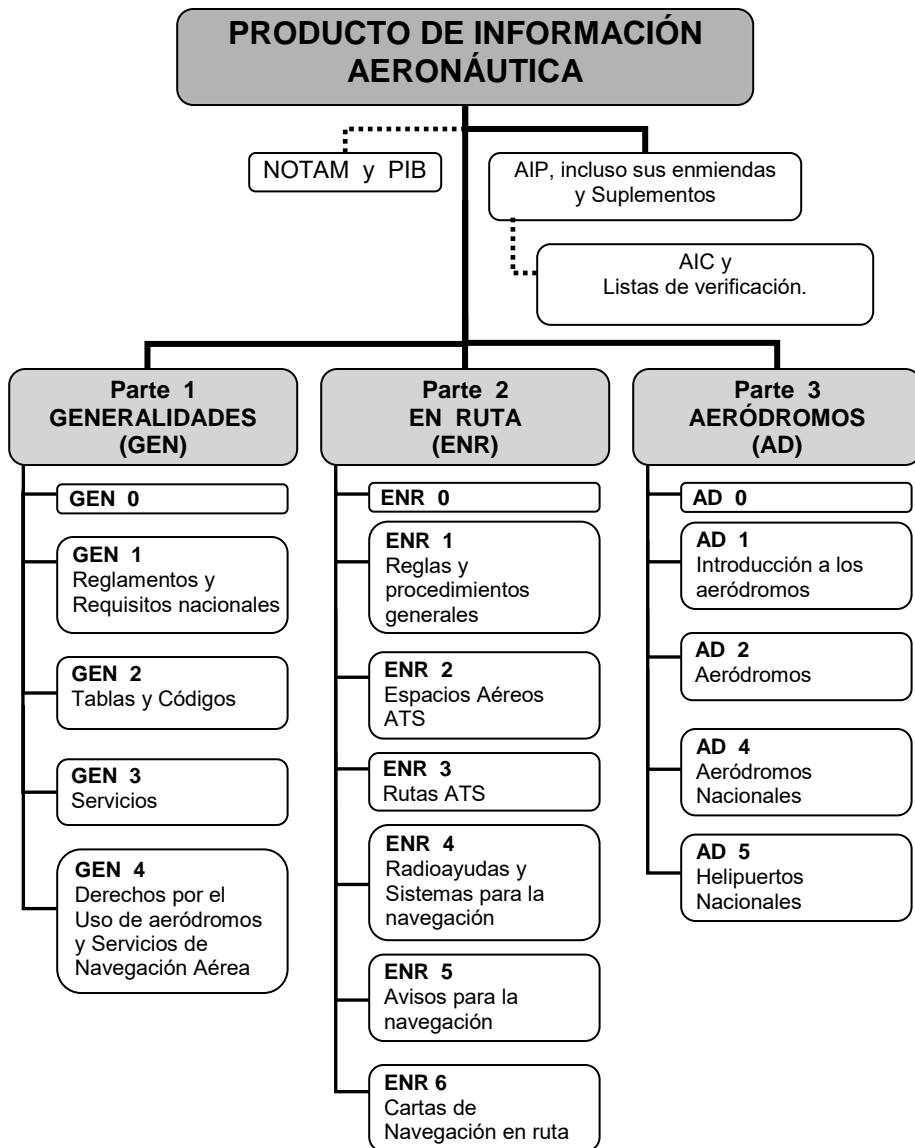 PRODUCTO DE INFORMACIÓN
AERONÁUTICA
NOTAM y PIB
AIP, incluso sus enmiendas
y Suplementos
AIC y
Listas de verificación.
Parte 1
GENERALIDADES
(GEN)
GEN 0
GEN 1
Reglamentos y
Requisitos nacionales
GEN 2
Tablas y Códigos
GEN 3
Servicios
GEN 4
Derechos por el
Uso de aeródromos
y Servicios de
Navegación Aérea
Parte 2
EN RUTA
(ENR)
ENR 0
ENR 1
Reglas y
procedimientos
generales
ENR 2
Espacios Aéreos
ATS
ENR 3
Rutas ATS
ENR 4
Radioayudas y
Sistemas para la
navegación
ENR 5
Avisos para la
navegación
ENR 6
Cartas de
Navegación en ruta
Parte 3
AERÓDROMOS
(AD)
AD 0
AD 1
Introducción a los
aeródromos
AD 2
Aeródromos
AD 4
Aeródromos
Nacionales
AD 5
Helipuertos
Nacionales